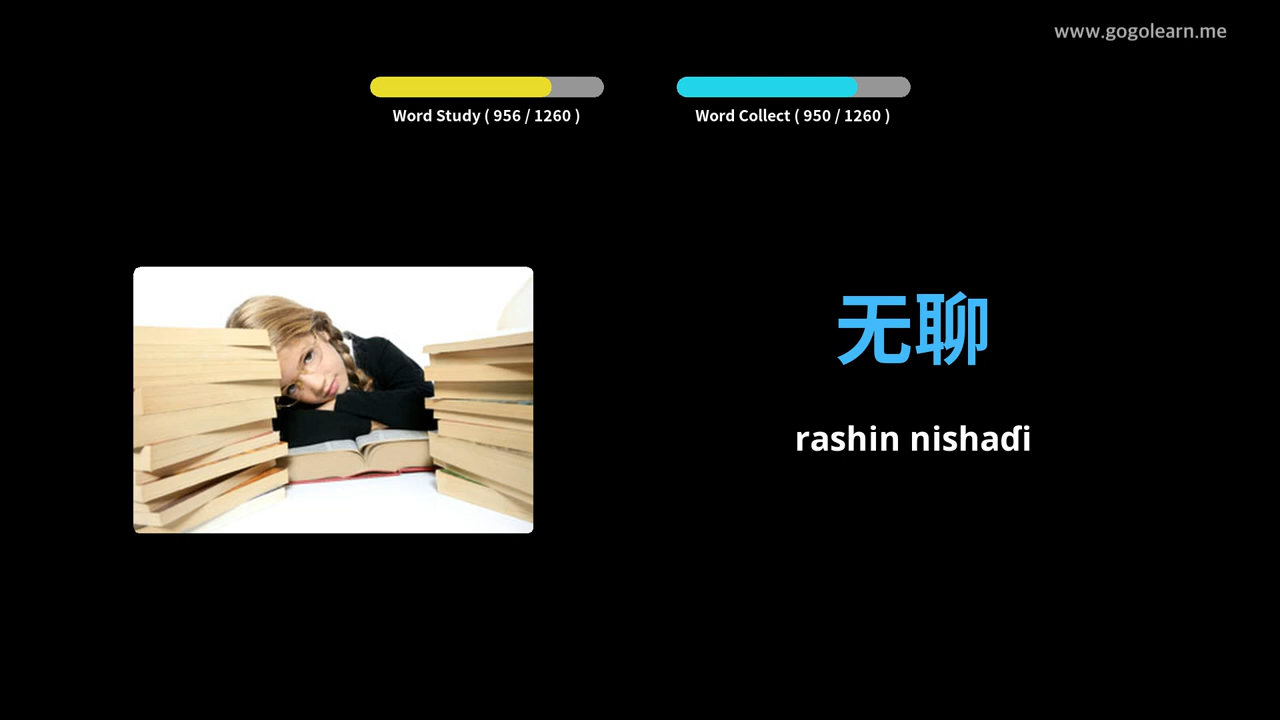 www.gogolearn.me
Word Study ( 956 / 1260 )
Word Collect ( 950 / 1260 )
无聊
rashin nishaɗi